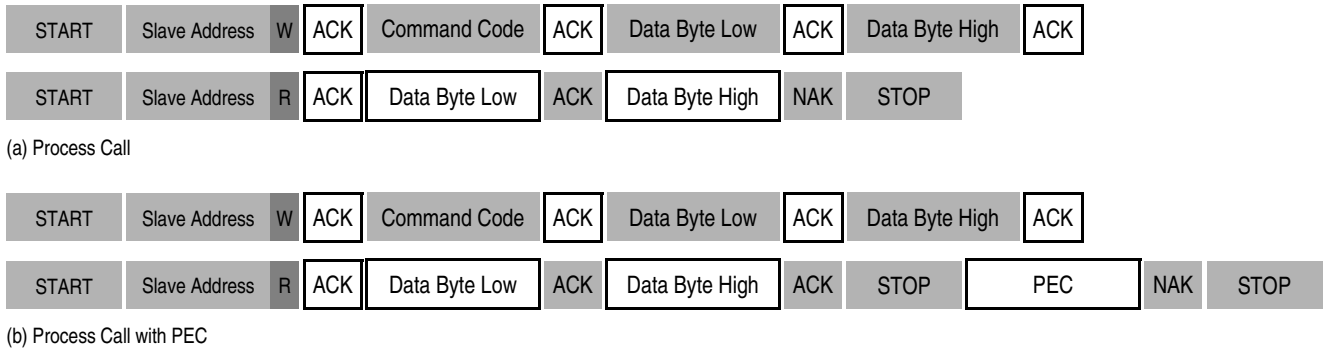 START Slave Address W ACK Command Code ACK Data Byte Low ACK Data Byte High ACK
START Slave Address R ACK Data Byte Low ACK Data Byte High NAK STOP
(a) Process Call
START Slave Address W ACK Command Code ACK Data Byte Low ACK Data Byte High ACK
START Slave Address R ACK Data Byte Low ACK Data Byte High ACK STOP PEC NAK STOP
(b) Process Call with PEC